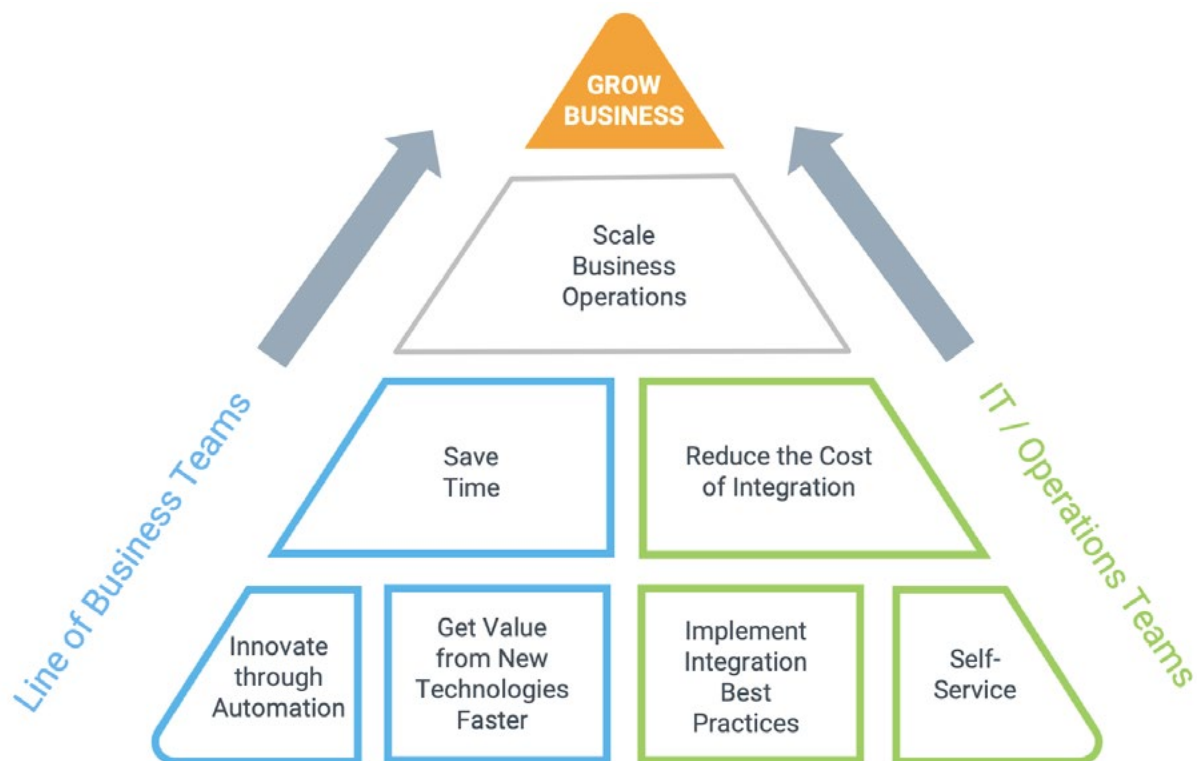 GROW
BUSINESS
Scale
Business
Operations
Line of Business Teams
IT / Operations Teams
Save
Time
Reduce the Cost
of Integration
Innovate
through
Automation
Get Value
from New
Technologies
Faster
Implement
Integration
Best
Practices
Self-
Service